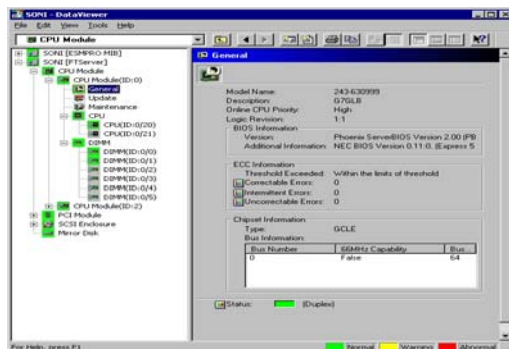 SONI - DataViewer
File Edit View Tools Help
CPU Module
SONI [ESMPRO MIB]
SONI [FTServer]
CPU Module
CPU Module(ID:0)
General
Update
Maintenance
CPU
CPU(ID:0/20)
CPU(ID:0/21)
DIMM
DIMM(ID:0/0)
DIMM(ID:0/1)
DIMM(ID:0/2)
DIMM(ID:0/3)
DIMM(ID:0/4)
DIMM(ID:0/5)
CPU Module(ID:2)
PCI Module
SCSI Enclosure
Mirror Disk
General
Model Name: 243-630999
Description: G7GLB
Online CPU Priority: High
Logic Revision: 1:1
BIOS Information
Version: Phoenix ServerBIOS Version 2.00 (PB
Additional Information: NEC BIOS Version 0.11.0. (Express 5
ECC Information
Threshold Exceeded: Within the limits of threshold
Correctable Errors: 0
Intermittent Errors: 0
Uncorrectable Errors: 0
Chipset Information
Type: GCLE
Bus Information:
Bus Number 66MHz Capability Bus...
0 False 64
Status: (Duplex)
For Help, press F1
Normal Warning Abnormal